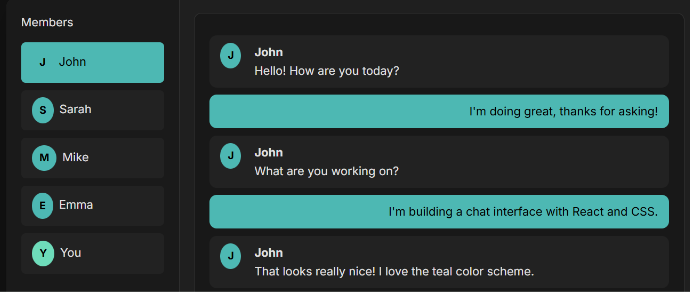 Members
J John
S Sarah
M Mike
E Emma
Y You
J John
Hello! How are you today?
I'm doing great, thanks for asking!
J John
What are you working on?
I'm building a chat interface with React and CSS.
J John
That looks really nice! I love the teal color scheme.